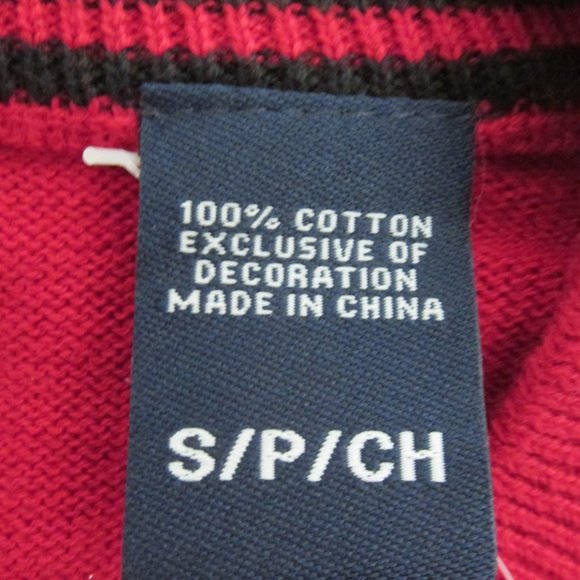 100% COTTON
EXCLUSIVE OF
DECORATION
MADE IN CHINA
S/P/CH